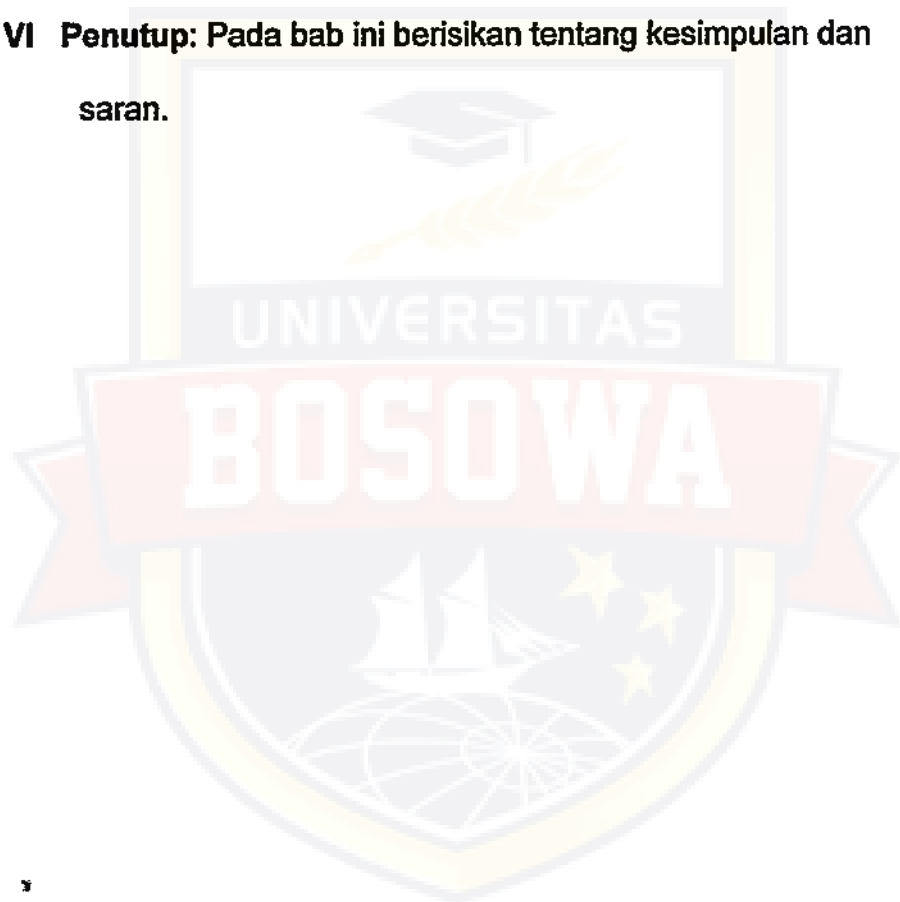 VI Penutup: Pada bab ini berisikan tentang kesimpulan dan
saran.
UNIVERSITAS
BOSOWA